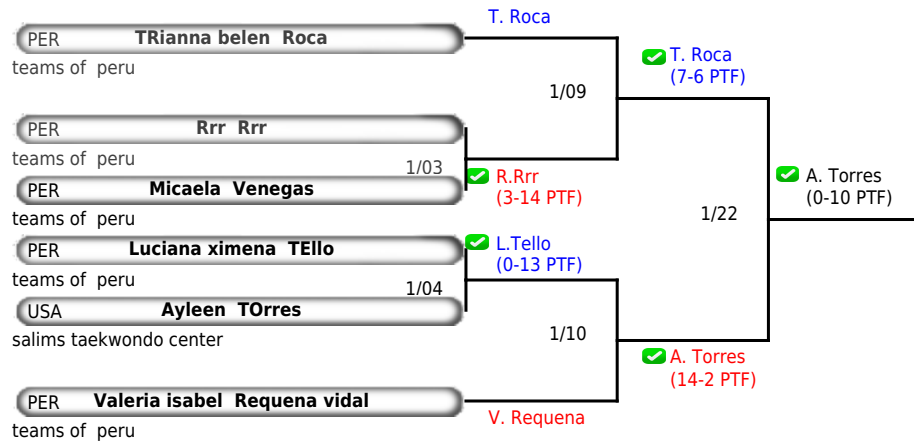 T. Roca
PER TRianna belen Roca
teams of peru
T. Roca
(7-6 PTF)
1/09
PER Rrr Rrr
teams of peru
1/03
R.Rrr
(3-14 PTF)
PER Micaela Venegas
teams of peru
A. Torres
(0-10 PTF)
1/22
PER Luciana ximena TEllo
teams of peru
L.Tello
(0-13 PTF)
1/04
USA Ayleen TOrres
salims taekwondo center
1/10
A. Torres
(14-2 PTF)
PER Valeria isabel Requena vidal
teams of peru
V. Requena